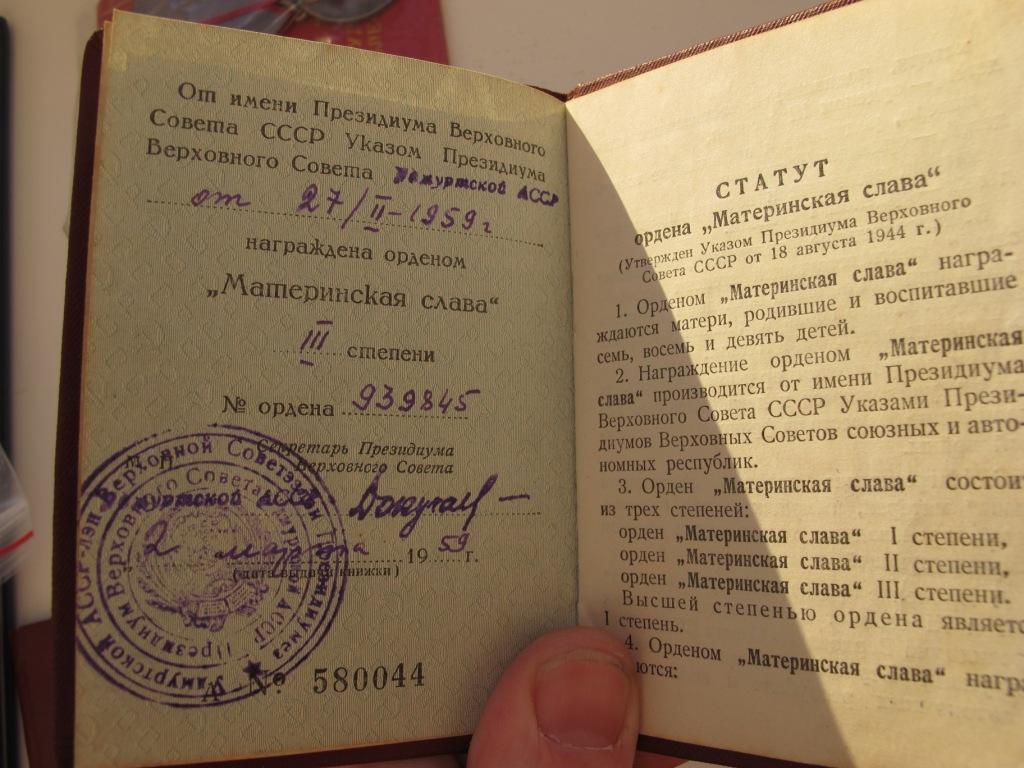 От имени Президиума Верховного
Совета СССР Указом Президиума
Верховного Совета Удмуртской АССР
от 27/II-1959г
награждена орденом
„Материнская слава“
III степени
№ ордена 939845
Секретарь Президиума
Верховного Совета
Удмуртской АССР
2 марта 1959 г.
(дата выдачи книжки)
№ 580044
СТАТУТ
ордена „Материнская слава“
(Утвержден Указом Президиума Верховного
Совета СССР от 18 августа 1944 г.)
1. Орденом „Материнская слава“ награ-
ждаются матери, родившие и воспитавшие
семь, восемь и девять детей.
2. Награждение орденом „Материнская
слава“ производится от имени Президиума
Верховного Совета СССР Указами Прези-
диумов Верховных Советов союзных и авто-
номных республик.
3. Орден „Материнская слава“ состоит
из трех степеней:
орден „Материнская слава“ I степени,
орден „Материнская слава“ II степени,
орден „Материнская слава“ III степени.
Высшей степенью ордена являетс
I степень.
4. Орденом „Материнская слава“ награ
ются: